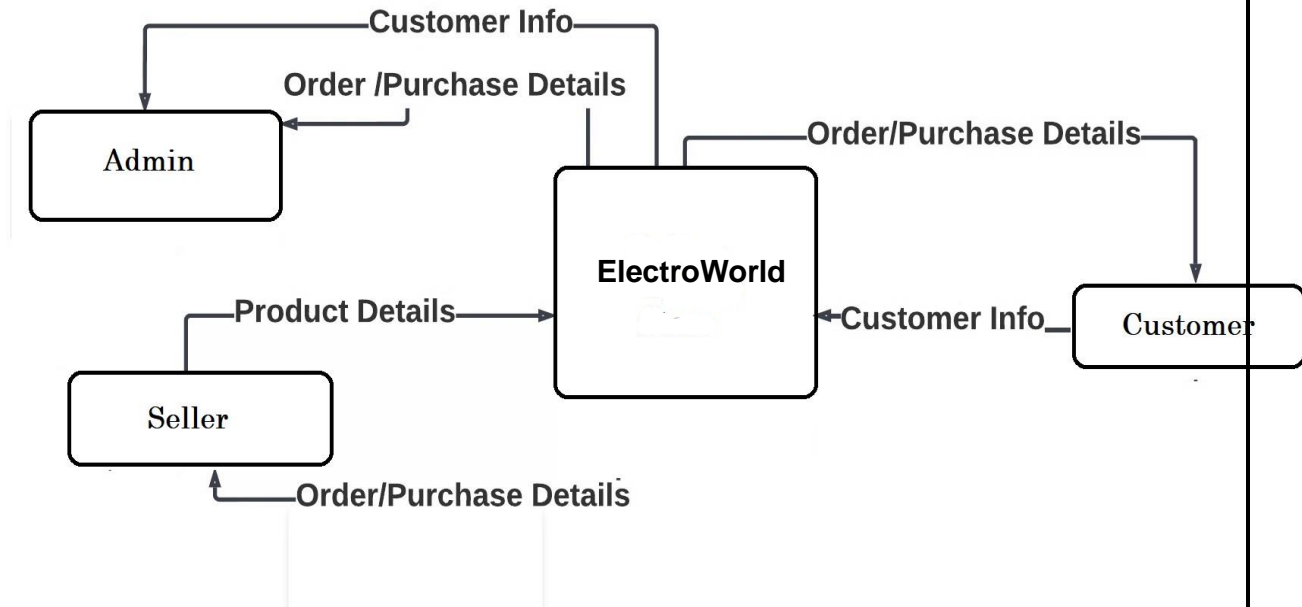 Customer Info
Order /Purchase Details
Admin
Order/Purchase Details
ElectroWorld
Product Details
Customer Info
Customer
Seller
Order/Purchase Details